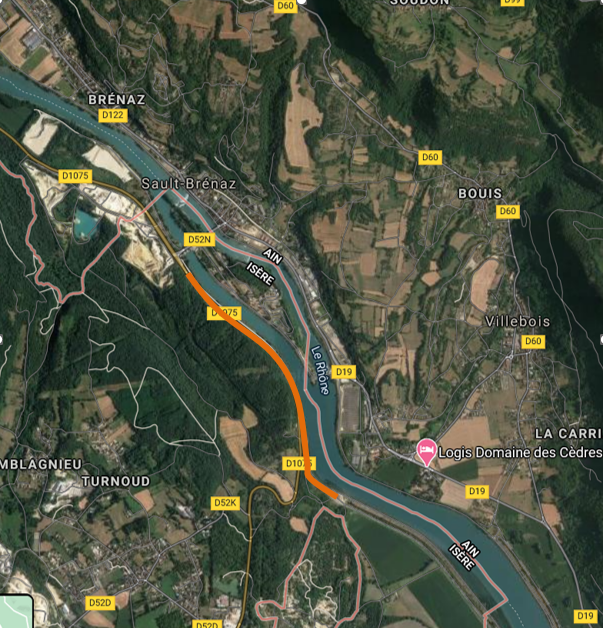 D60
SOUDON
D99
BRÉNAZ
D122
D60
D1075
Sault-Brénaz
BOUIS
D60
D52N
AIN
ISÈRE
D1075
Villebois
D60
Le Rhône
D19
LA CARRI
Logis Domaine des Cèdres
MBLAGNIEU
D1075
TURNOUD
D19
D52K
AIN
ISÈRE
D52D
D52D
D19